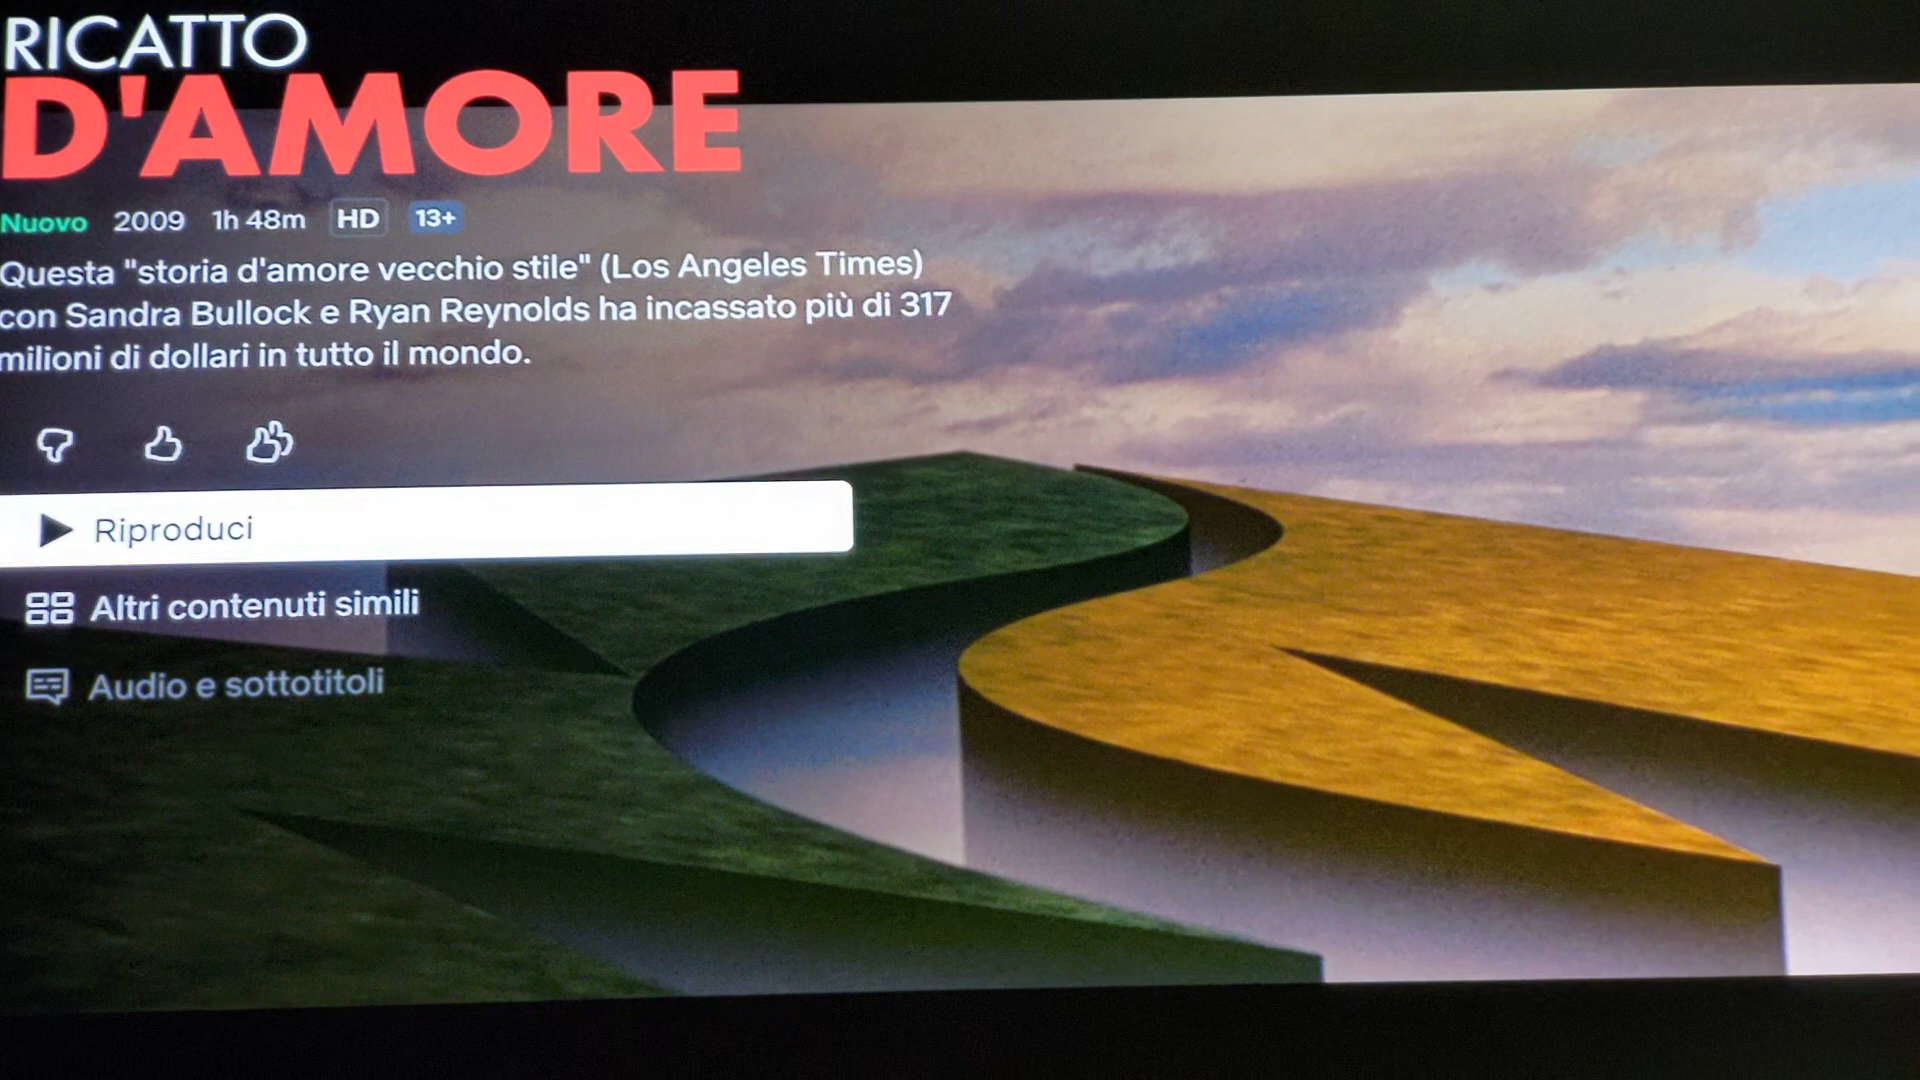 RICATTO
D'AMORE
Nuovo 2009 1h 48m HD 13+
Questa "storia d'amore vecchio stile" (Los Angeles Times)
con Sandra Bullock e Ryan Reynolds ha incassato più di 317
milioni di dollari in tutto il mondo.
Riproduci
Altri contenuti simili
Audio e sottotitoli